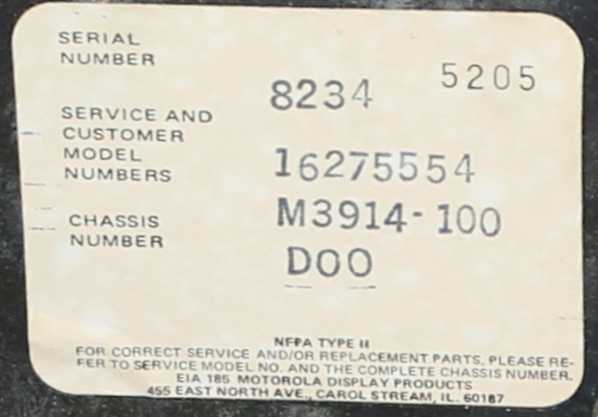 SERIAL
NUMBER
8234 5205
SERVICE AND
CUSTOMER
MODEL
NUMBERS
16275554
CHASSIS
NUMBER
M3914-100
D00
NFPA TYPE II
FOR CORRECT SERVICE AND/OR REPLACEMENT PARTS, PLEASE RE-
FER TO SERVICE MODEL NO. AND THE COMPLETE CHASSIS NUMBER.
EIA 185 MOTOROLA DISPLAY PRODUCTS
455 EAST NORTH AVE., CAROL STREAM, IL. 60187